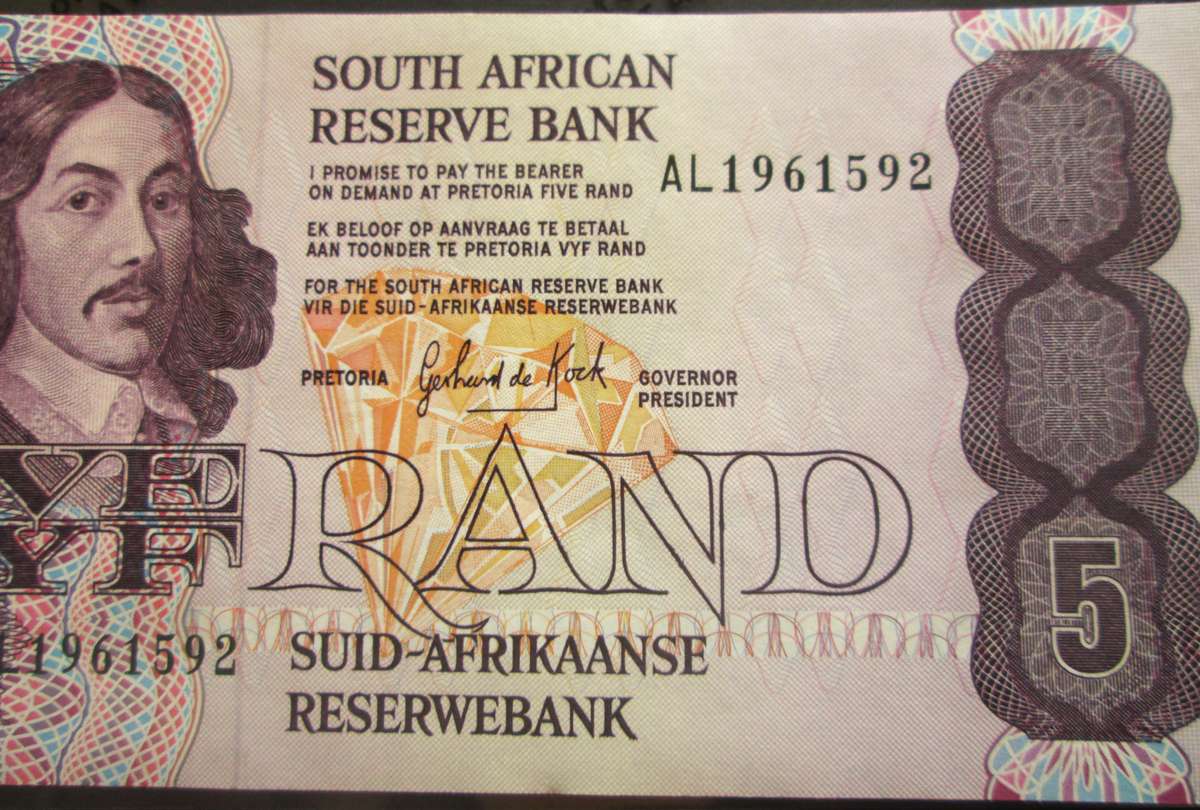 SOUTH AFRICAN
RESERVE BANK
I PROMISE TO PAY THE BEARER
ON DEMAND AT PRETORIA FIVE RAND
AL1961592
EK BELOOF OP AANVRAAG TE BETAAL
AAN TOONDER TE PRETORIA VYF RAND
FOR THE SOUTH AFRICAN RESERVE BANK
VIR DIE SUID-AFRIKAANSE RESERWEBANK
PRETORIA Gerhard de Kock GOVERNOR
PRESIDENT
YF RAND
5
1961592
SUID-AFRIKAANSE
RESERWEBANK